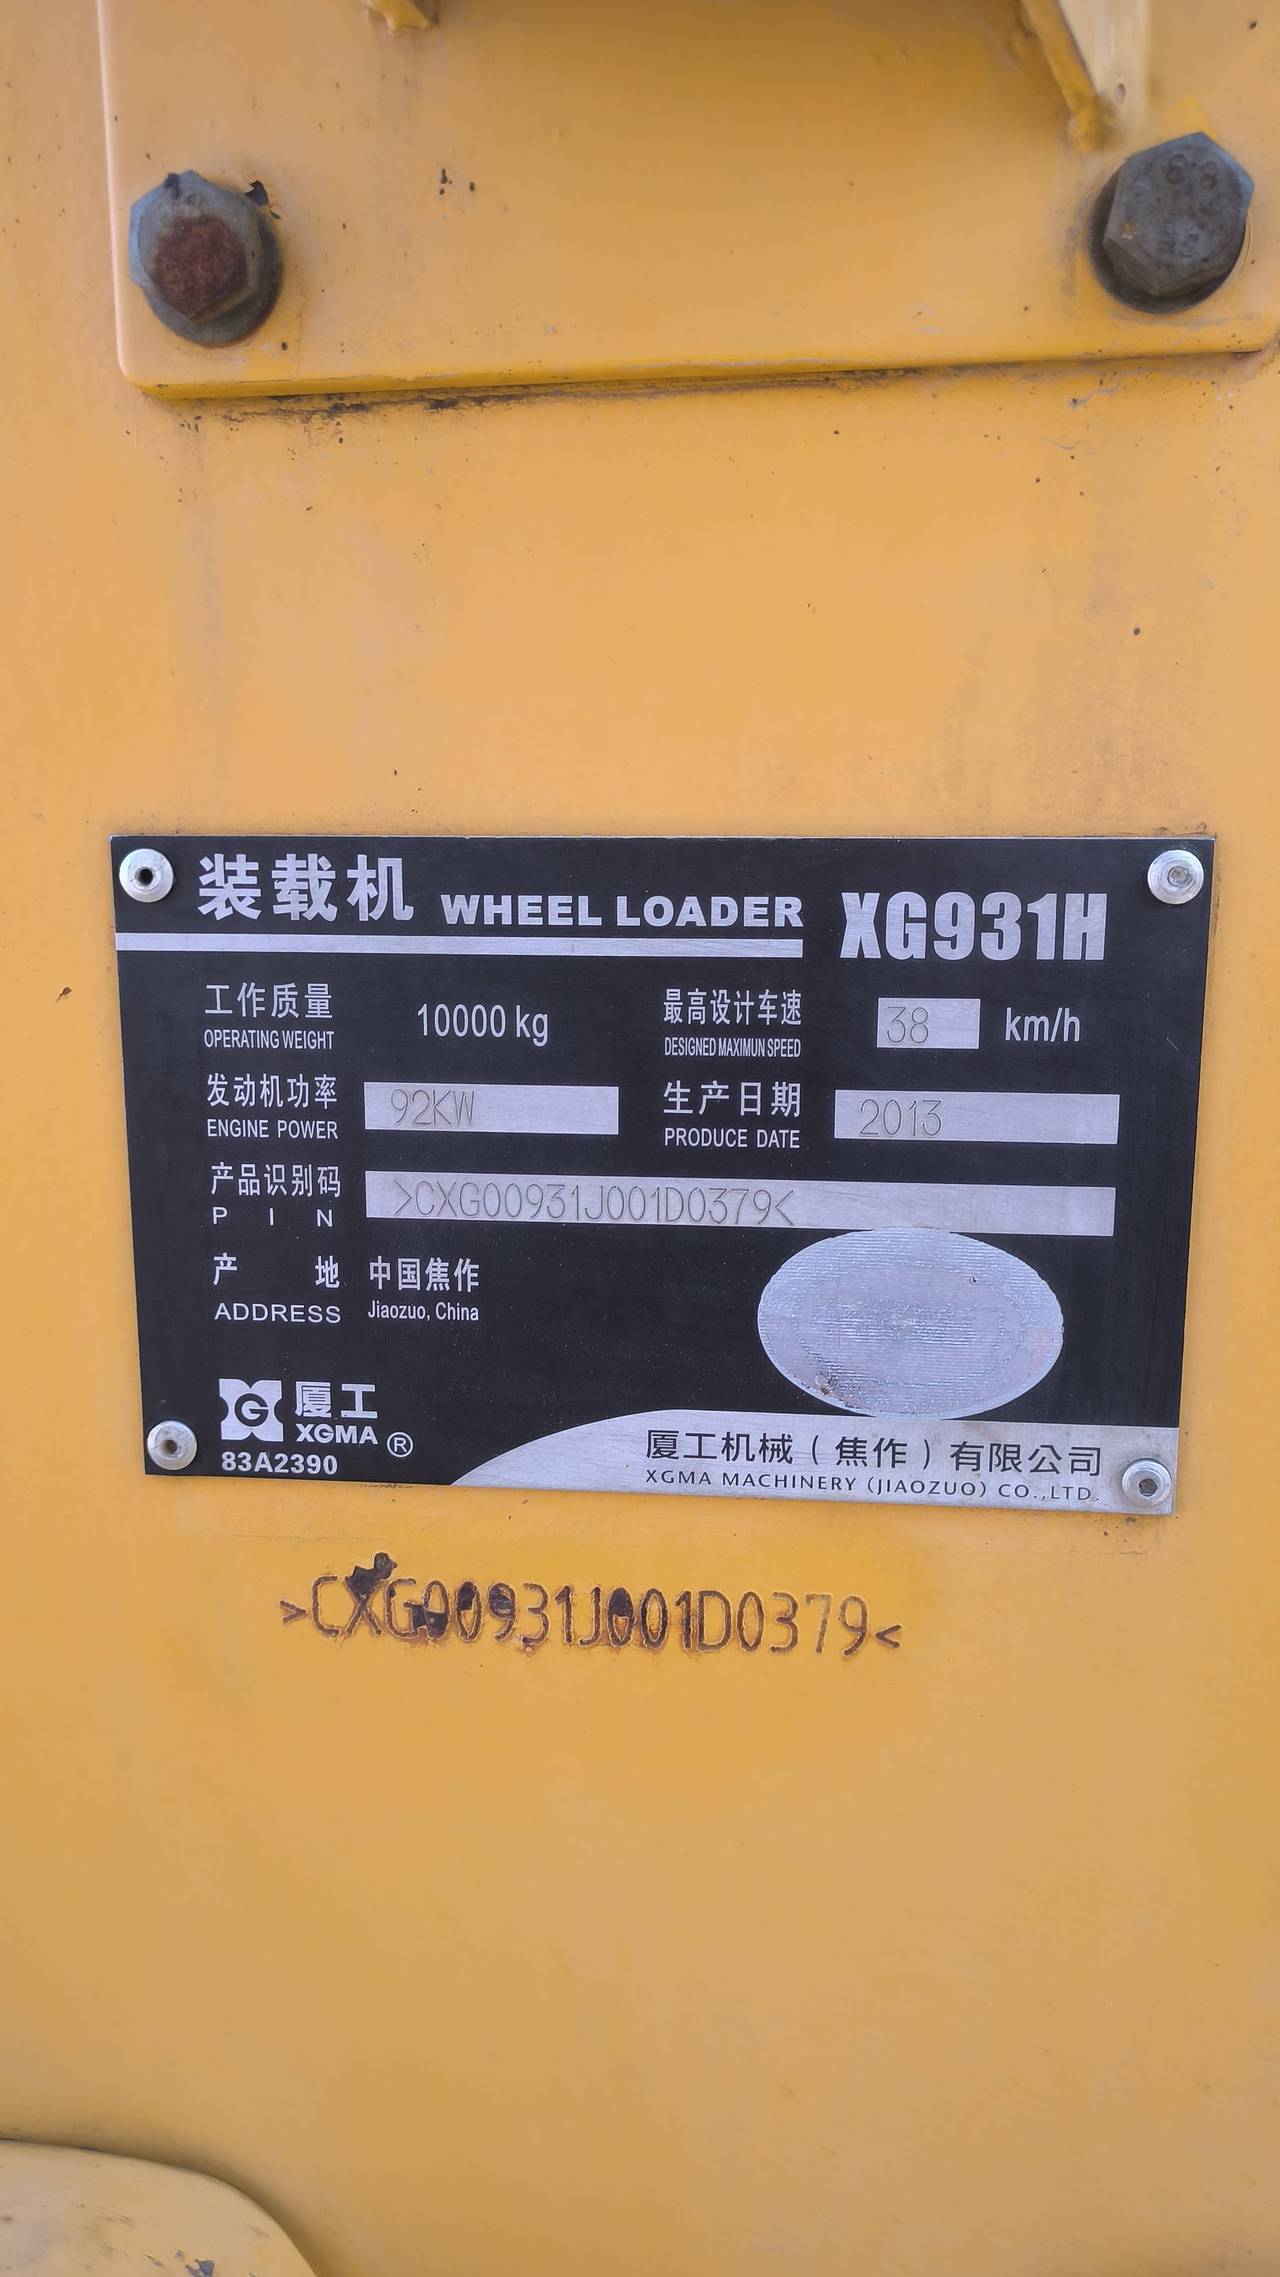 装载机 WHEEL LOADER XG931H
工作质量 10000 kg 最高设计车速 38 km/h
OPERATING WEIGHT DESIGNED MAXIMUN SPEED
发动机功率 92KW 生产日期 2013
ENGINE POWER PRODUCE DATE
产品识别码 >CXG00931J001D0379<
PIN
产地 中国焦作
ADDRESS Jiaozuo, China
G 厦工
XGMA ®
83A2390
厦工机械（焦作）有限公司
XGMA MACHINERY (JIAOZUO) CO.,LTD.
>CXG00931J001D0379<